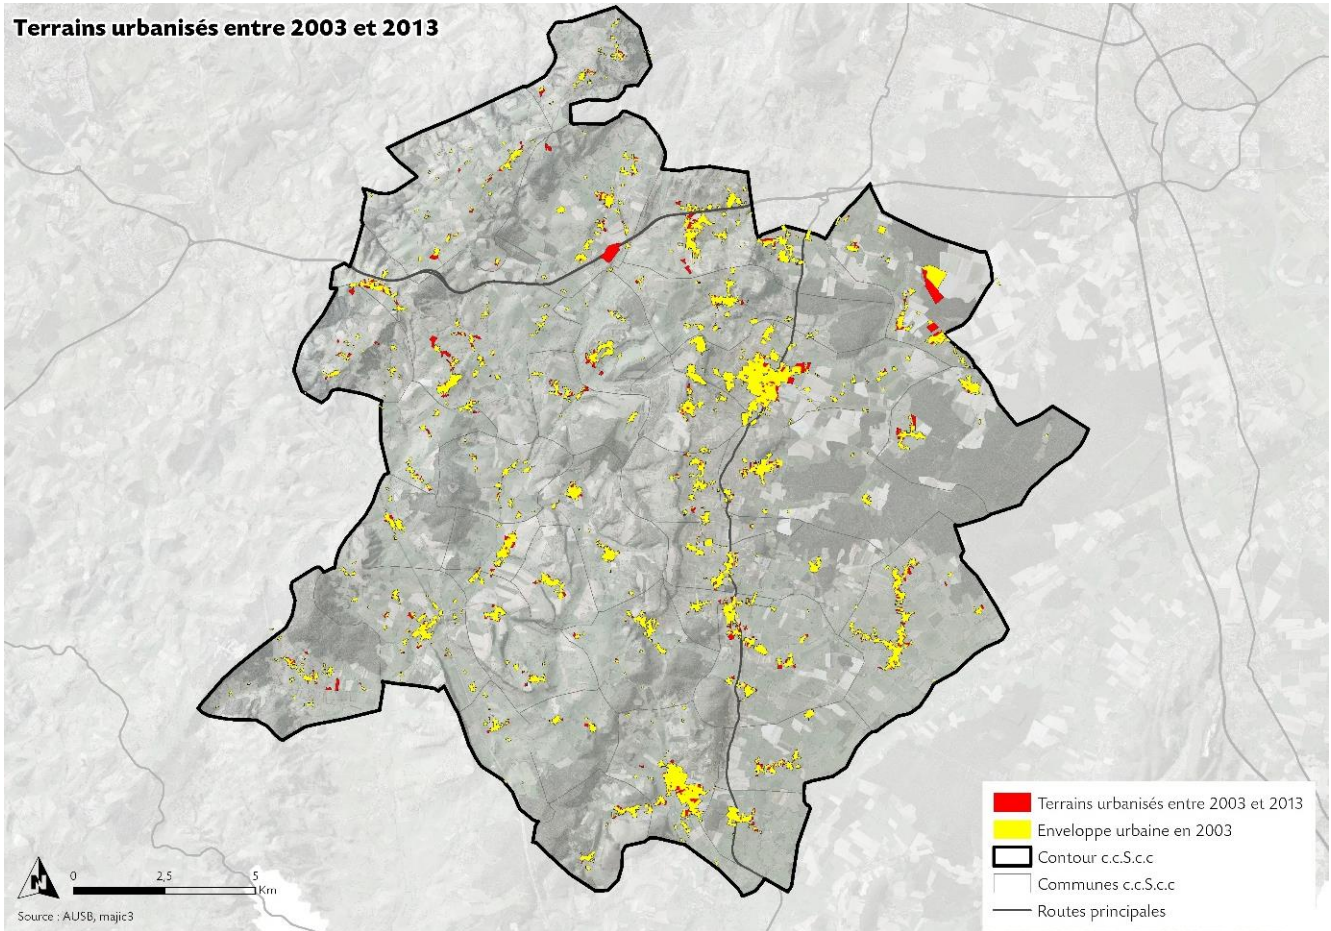 Terrains urbanisés entre 2003 et 2013
Terrains urbanisés entre 2003 et 2013
Enveloppe urbaine en 2003
Contour c.c.S.c.c
Communes c.c.S.c.c
Routes principales
N
0 2,5 5
Km
Source : AUSB, majic3